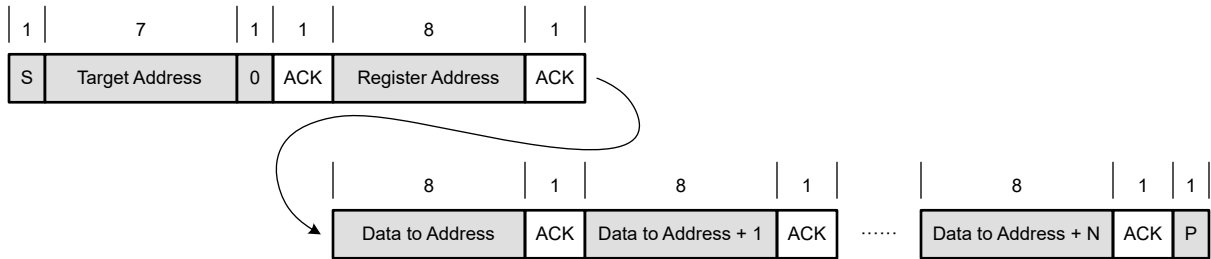 1 7 1 1 8 1
S Target Address 0 ACK Register Address ACK
8 1 8 1 8 1 1
Data to Address ACK Data to Address + 1 ACK ...... Data to Address + N ACK P